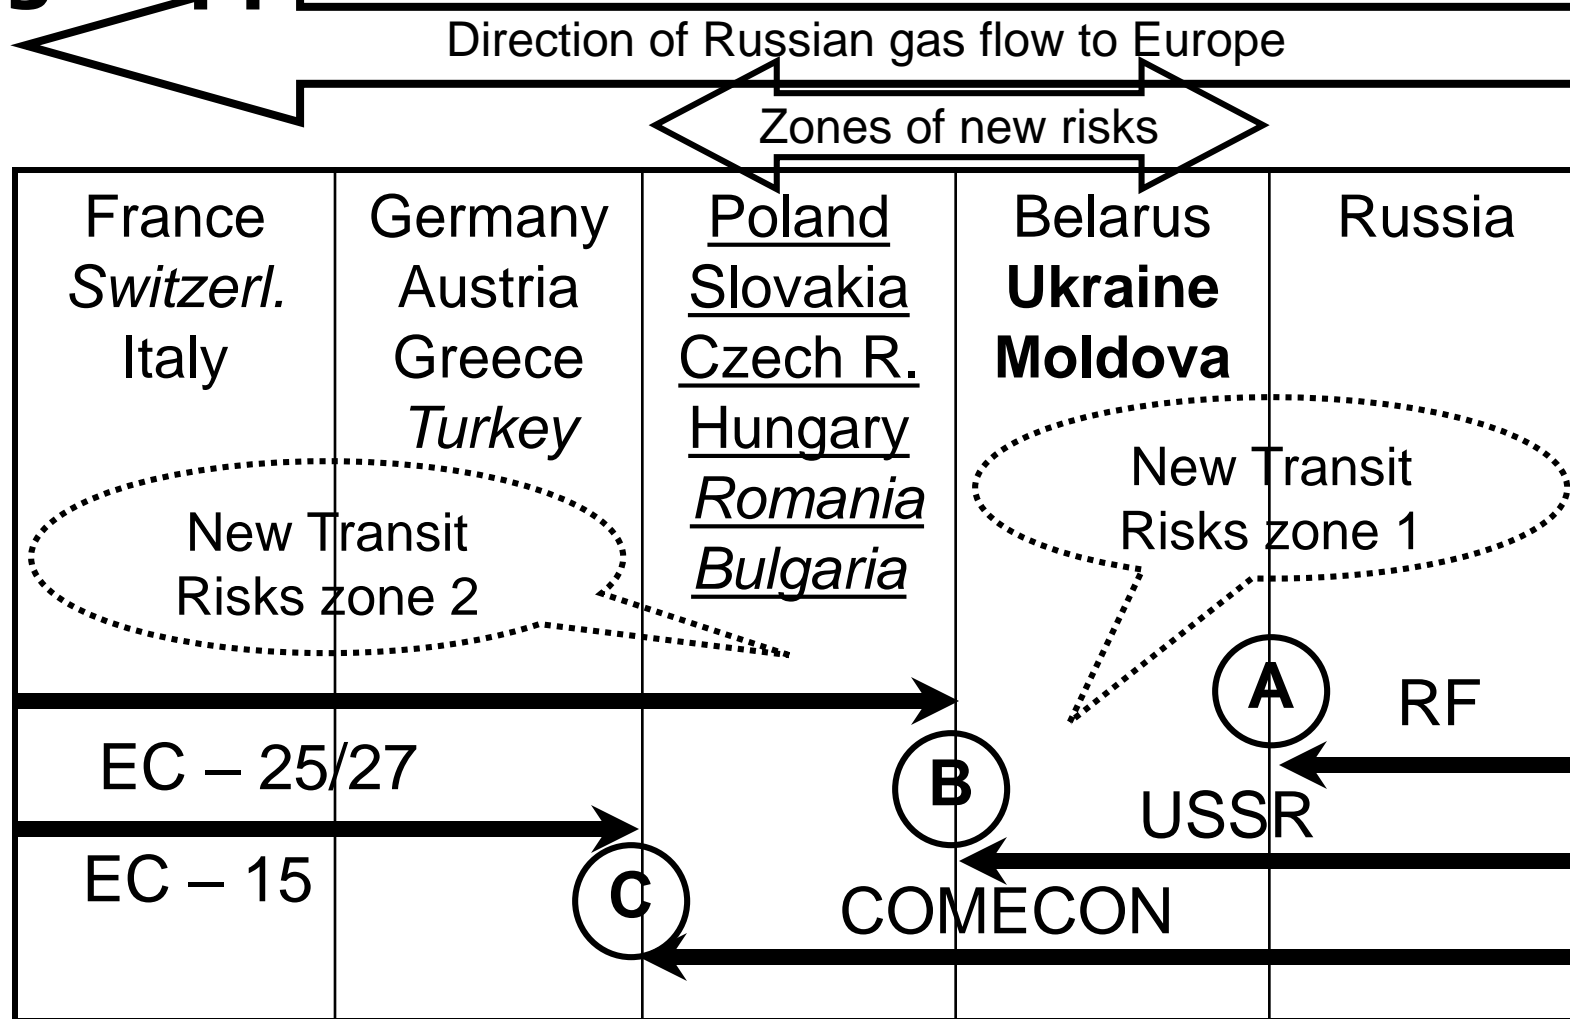 Direction of Russian gas flow to Europe
Zones of new risks
France
Switzerl.
Italy
Germany
Austria
Greece
Turkey
Poland
Slovakia
Czech R.
Hungary
Romania
Bulgaria
Belarus
Ukraine
Moldova
Russia
New Transit
Risks zone 2
New Transit
Risks zone 1
A
RF
EC – 25/27
B
USSR
EC – 15
C
COMECON